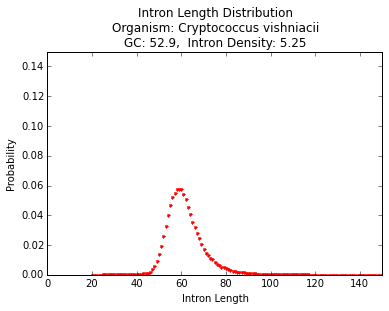 Intron Length Distribution
Organism: Cryptococcus vishniacii
GC: 52.9,  Intron Density: 5.25
0.14
0.12
0.10
0.08
0.06
0.04
0.02
0.00
Probability
0 20 40 60 80 100 120 140
Intron Length